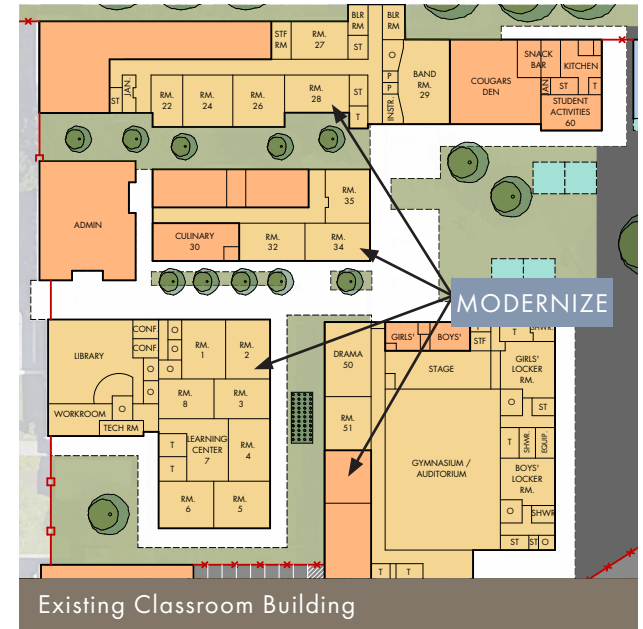 BLR
RM
BLR
RM
STF
RM
RM.
27
ST
O
P
P
INSTR.
BAND
RM.
29
COUGARS
DEN
SNACK
BAR
KITCHEN
JAN
ST
T
STUDENT
ACTIVITIES
60
JAN.
ST
RM.
22
RM.
24
RM.
26
RM.
28
ST
T
ADMIN
RM.
35
CULINARY
30
RM.
32
RM.
34
MODERNIZE
LIBRARY
CONF.
CONF.
O
O
O
O
WORKROOM
TECH RM
RM.
1
RM.
2
RM.
8
RM.
3
T
T
LEARNING
CENTER
7
RM.
4
RM.
6
RM.
5
DRAMA
50
RM.
51
GIRLS'
BOYS'
STF
STAGE
T
SHWR
GIRLS'
LOCKER
RM.
O
ST
T
SHWR.
EQUIP.
GYMNASIUM /
AUDITORIUM
BOYS'
LOCKER
RM.
O
SHWR
ST
ST
O
T
T
Existing Classroom Building